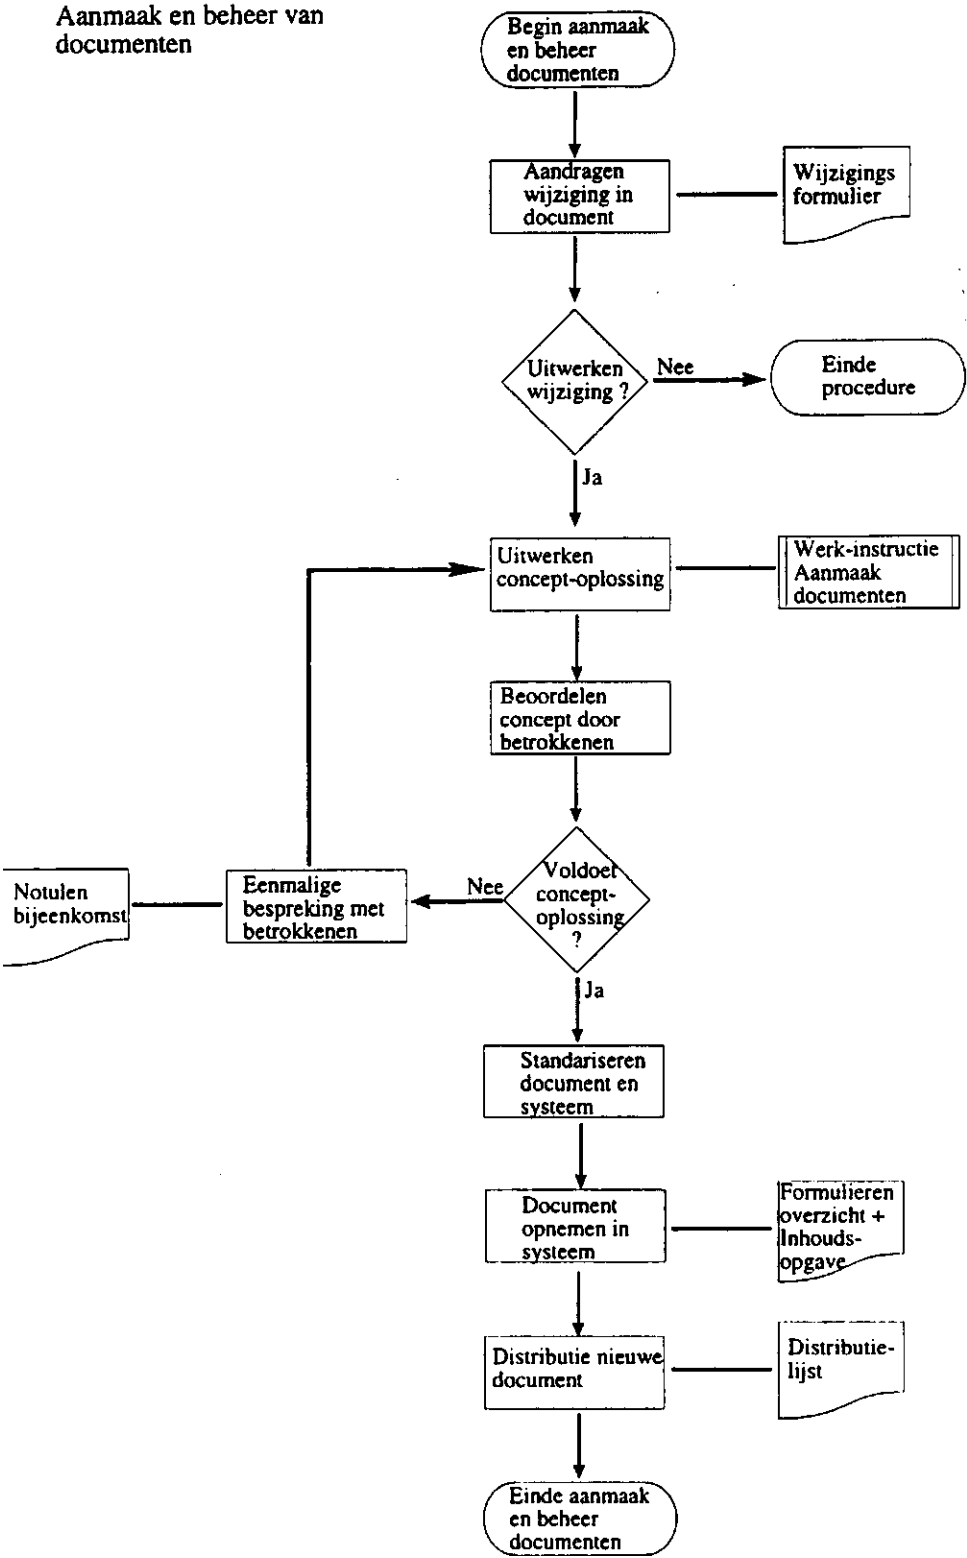 Aanmaak en beheer van
documenten
Begin aanmaak
en beheer
documenten
Aandragen
wijziging in
document
Wijzigings
formulier
Uitwerken
wijziging ?
Nee
Einde
procedure
Ja
Uitwerken
concept-oplossing
Werk-instructie
Aanmaak
documenten
Beoordelen
concept door
betrokkenen
Voldoet
concept-
oplossing
?
Nee
Eenmalige
bespreking met
betrokkenen
Notulen
bijeenkomst
Ja
Standariseren
document en
systeem
Document
opnemen in
systeem
Formulieren
overzicht +
Inhouds-
opgave
Distributie nieuwe
document
Distributie-
lijst
Einde aanmaak
en beheer
documenten